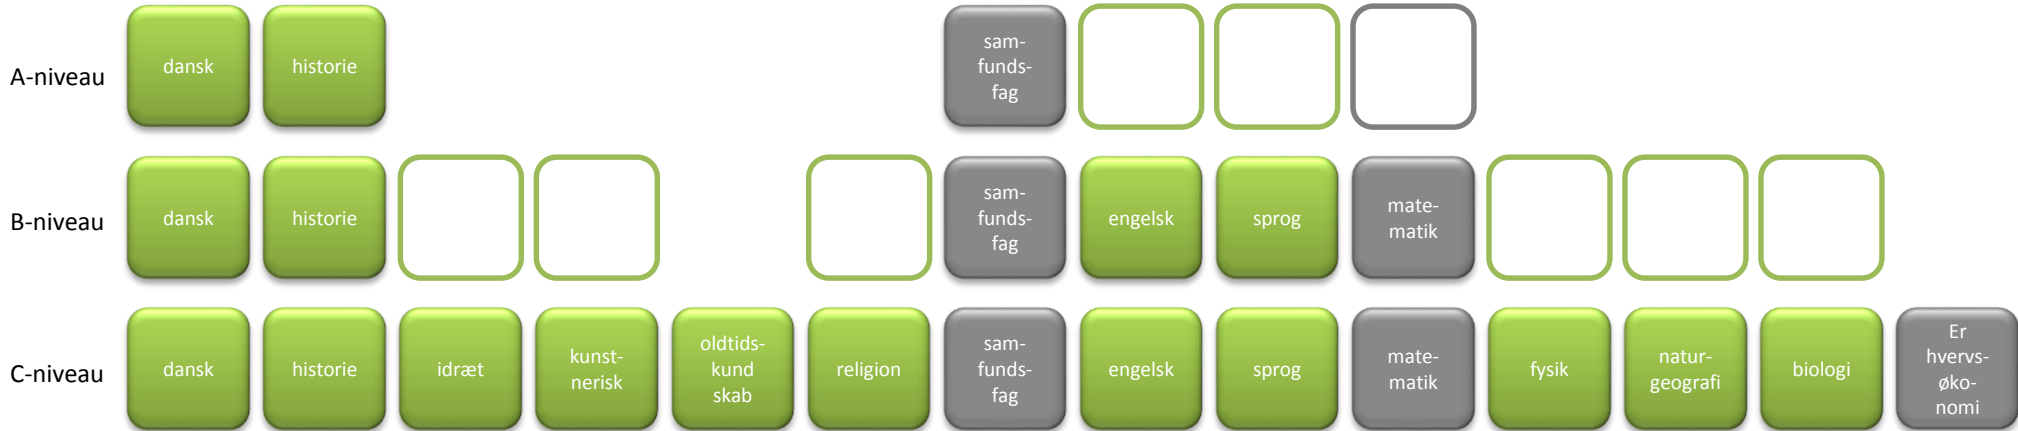 A-niveau
dansk
historie
sam-
funds-
fag
B-niveau
dansk
historie
sam-
funds-
fag
engelsk
sprog
mate-
matik
C-niveau
dansk
historie
idræt
kunst-
nerisk
oldtids-
kund
skab
religion
sam-
funds-
fag
engelsk
sprog
mate-
matik
fysik
natur-
geografi
biologi
Er
hvervs-
øko-
nomi